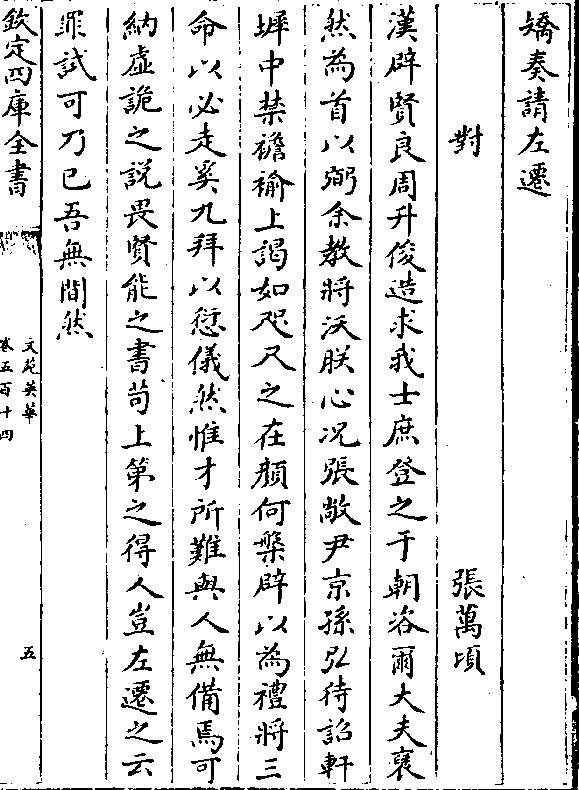 矯奏請左遷
對　張萬頃
漢辟賢良周升俊造求我士庶登之于朝洛爾大夫裒
然為首以弼余教將沃朕心况張敞尹京孫弘待詔軒
墀中禁襜褕上謁如咫尺之在顏何槃辟以為禮將三
命以必走奚九拜以愆儀然惟才所難與人無備焉可
納虛詭之說畏賢能之書苟上第之得人豈左遷之云
罪試可乃已吾無間然
欽定四庫全書
文苑英華
卷五百十四
五